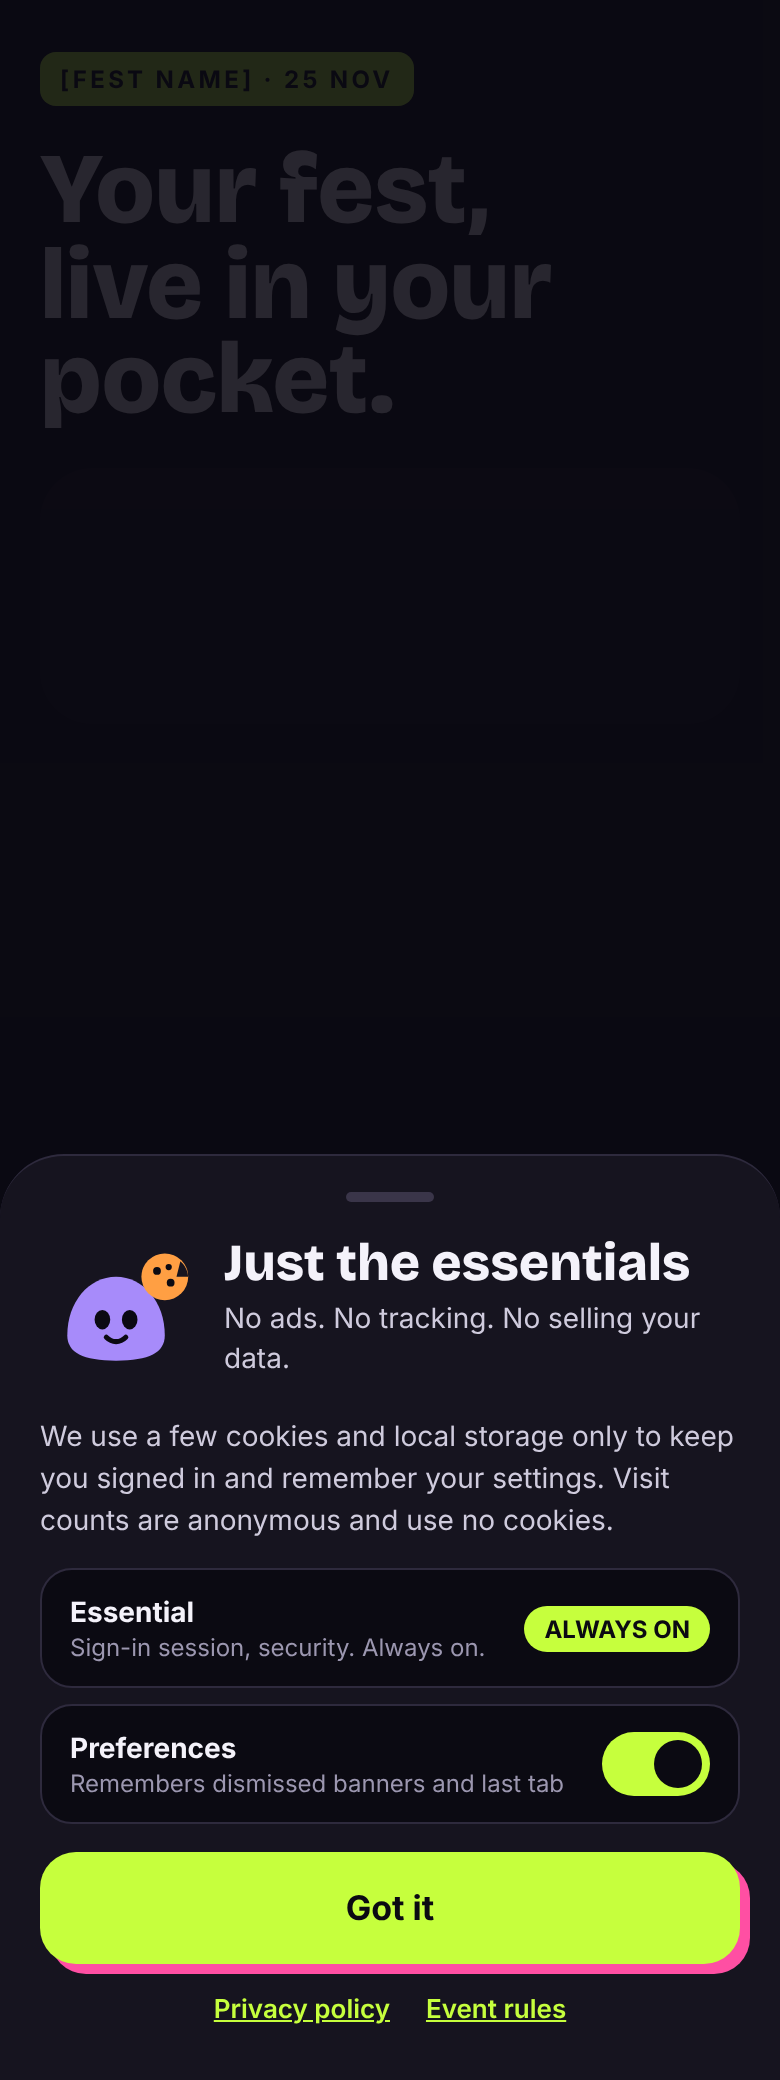 [FEST NAME] · 25 NOV
Your fest,
live in your
pocket.
Just the essentials
No ads. No tracking. No selling your
data.
We use a few cookies and local storage only to keep
you signed in and remember your settings. Visit
counts are anonymous and use no cookies.
Essential
Sign-in session, security. Always on.
ALWAYS ON
Preferences
Remembers dismissed banners and last tab
Got it
Privacy policy
Event rules